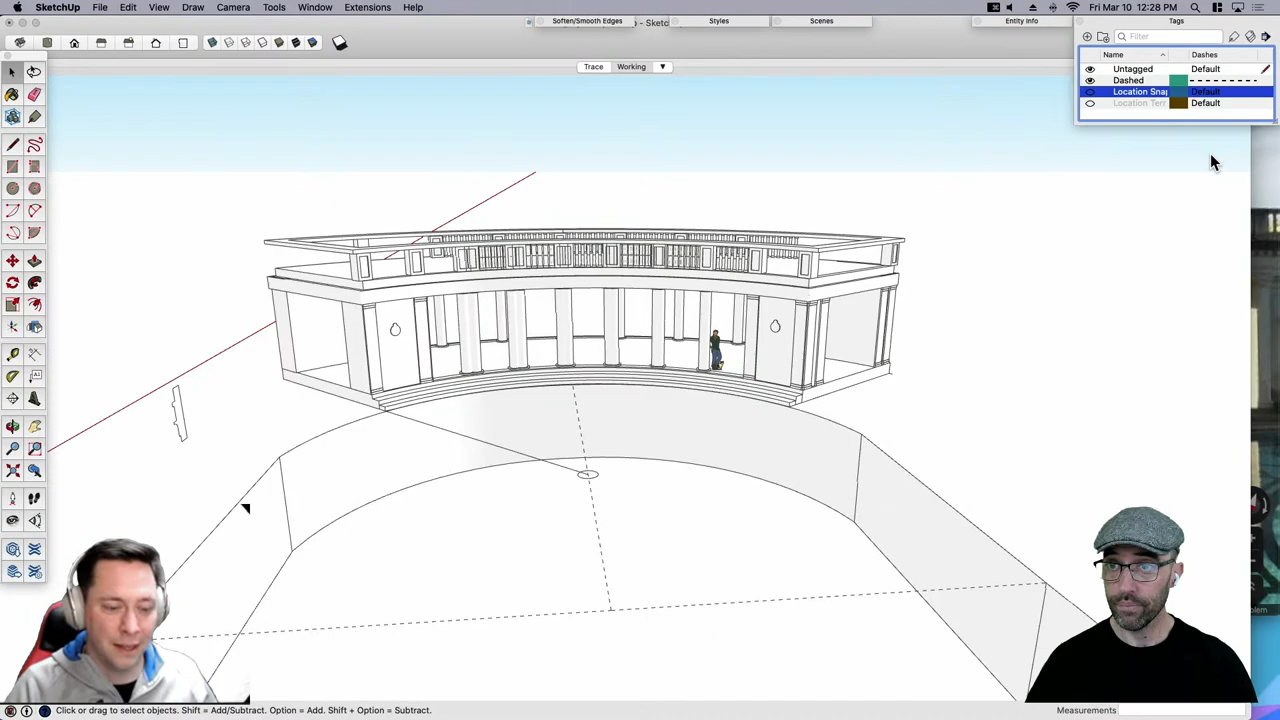 SketchUp File Edit View Draw Camera Tools Window Extensions Help Fri Mar 10 12:28 PM
Soften/Smooth Edges Styles Scenes Entity Info Tags
Filter
Name Dashes
Untagged Default
Dashed
Location Snap Default
Location Terr Default
Trace Working
Click or drag to select objects. Shift = Add/Subtract. Option = Add. Shift + Option = Subtract. Measurements